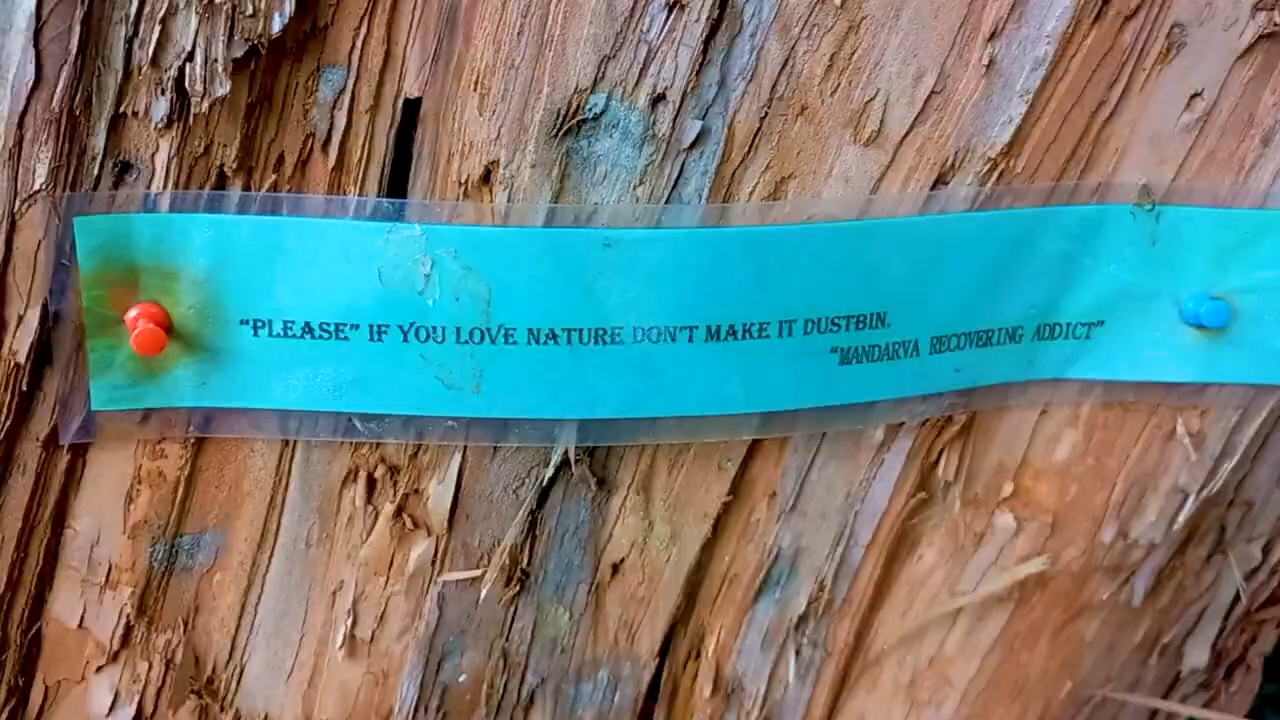 “PLEASE” IF YOU LOVE NATURE DON'T MAKE IT DUSTBIN.
“MANDARVA RECOVERING ADDICT”